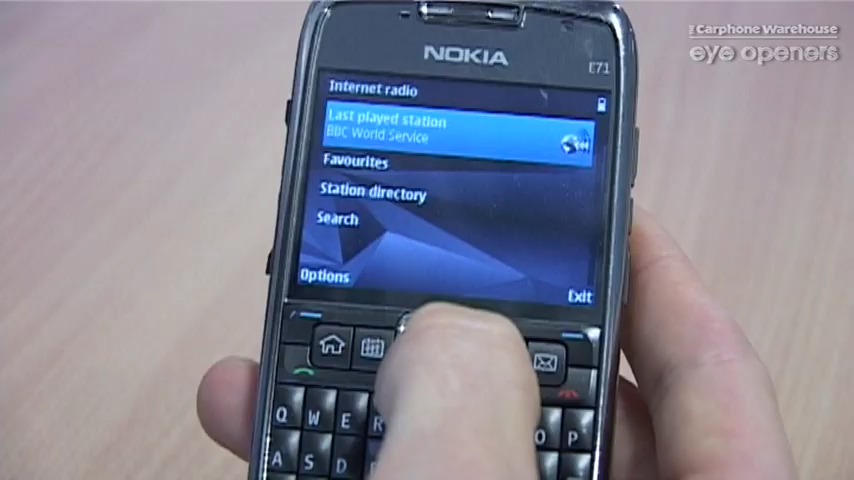 The Carphone Warehouse
eye openers
NOKIA
E71
Internet radio
Last played station
BBC World Service
Favourites
Station directory
Search
Options
Exit
Q W E R O P
A S D